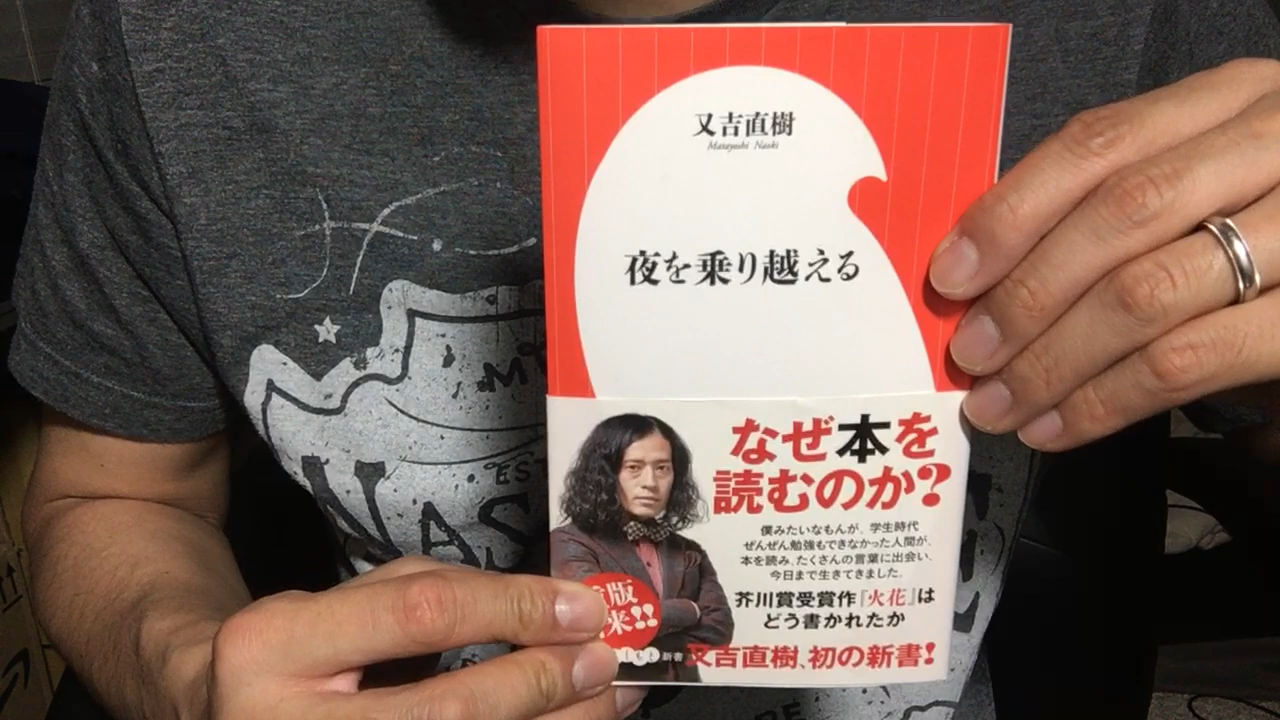 又吉直樹
Matayoshi Naoki
夜を乗り越える
なぜ本を
読むのか?
僕みたいなもんが、学生時代
ぜんぜん勉強もできなかった人間が、
本を読み、たくさんの言葉に出会い、
今日まで生きてきました。
芥川賞受賞作『火花』は
どう書かれたか
版
来!!
新書
又吉直樹、初の新書!
EST
NAS